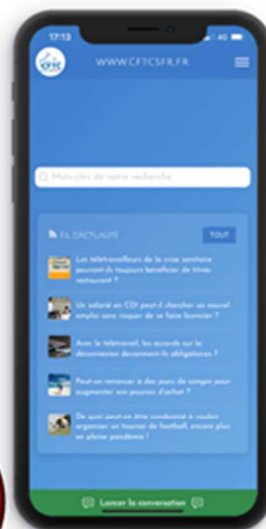 17:13
4G
CFTC
WWW.CFTCSFR.FR
Mots-clés de votre recherche
FIL D'ACTUALITÉ
TOUT
Les télétravailleurs de la crise sanitaire
peuvent-ils toujours bénéficier de titres-
restaurant ?
Un salarié en CDI peut-il chercher un nouvel
emploi sans risquer de se faire licencier ?
Avec le télétravail, les accords sur la
déconnexion deviennent-ils obligatoires ?
Peut-on renoncer à des jours de congés pour
augmenter son pouvoir d'achat ?
De quoi peut-on être condamné à vouloir
organiser un tournoi de football, encore plus
en pleine pandémie !
Lancer la conversation